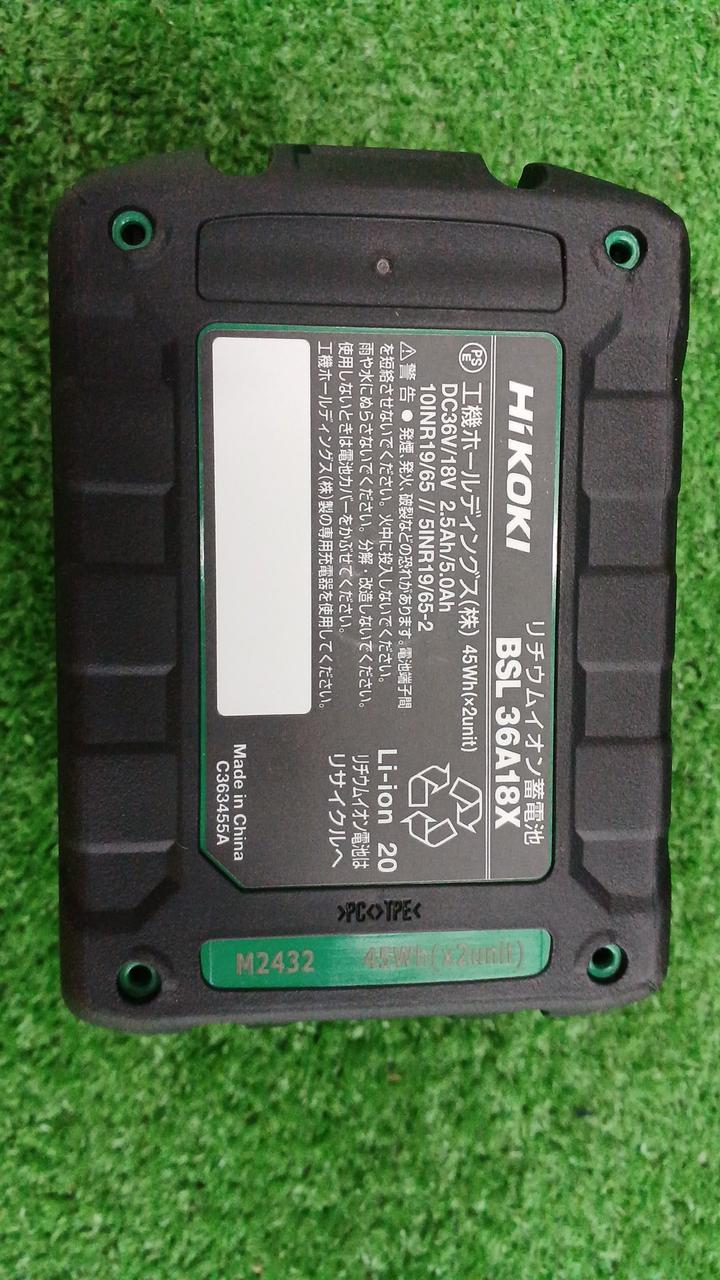 HiKOKI
リチウムイオン蓄電池
BSL 36A18X
PS
E
工機ホールディングス(株) 45Wh(×2unit)
DC36V/18V 2.5Ah/5.0Ah
10INR19/65 // 5INR19/65-2
⚠警 告 ● 発煙、発火、破裂などの恐れがあります。電池端子間
を短絡させないでください。火中に投入しないでください。
雨や水にぬらさないでください。分解・改造しないでください。
使用しないときは電池カバーをかぶせてください。
工機ホールディングス(株)製の専用充電器を使用してください。
Li-ion 20
リチウムイオン電池は
リサイクルへ
Made in China
C363455A
>PC<>TPE<
M2432 45Wh(x2unit)